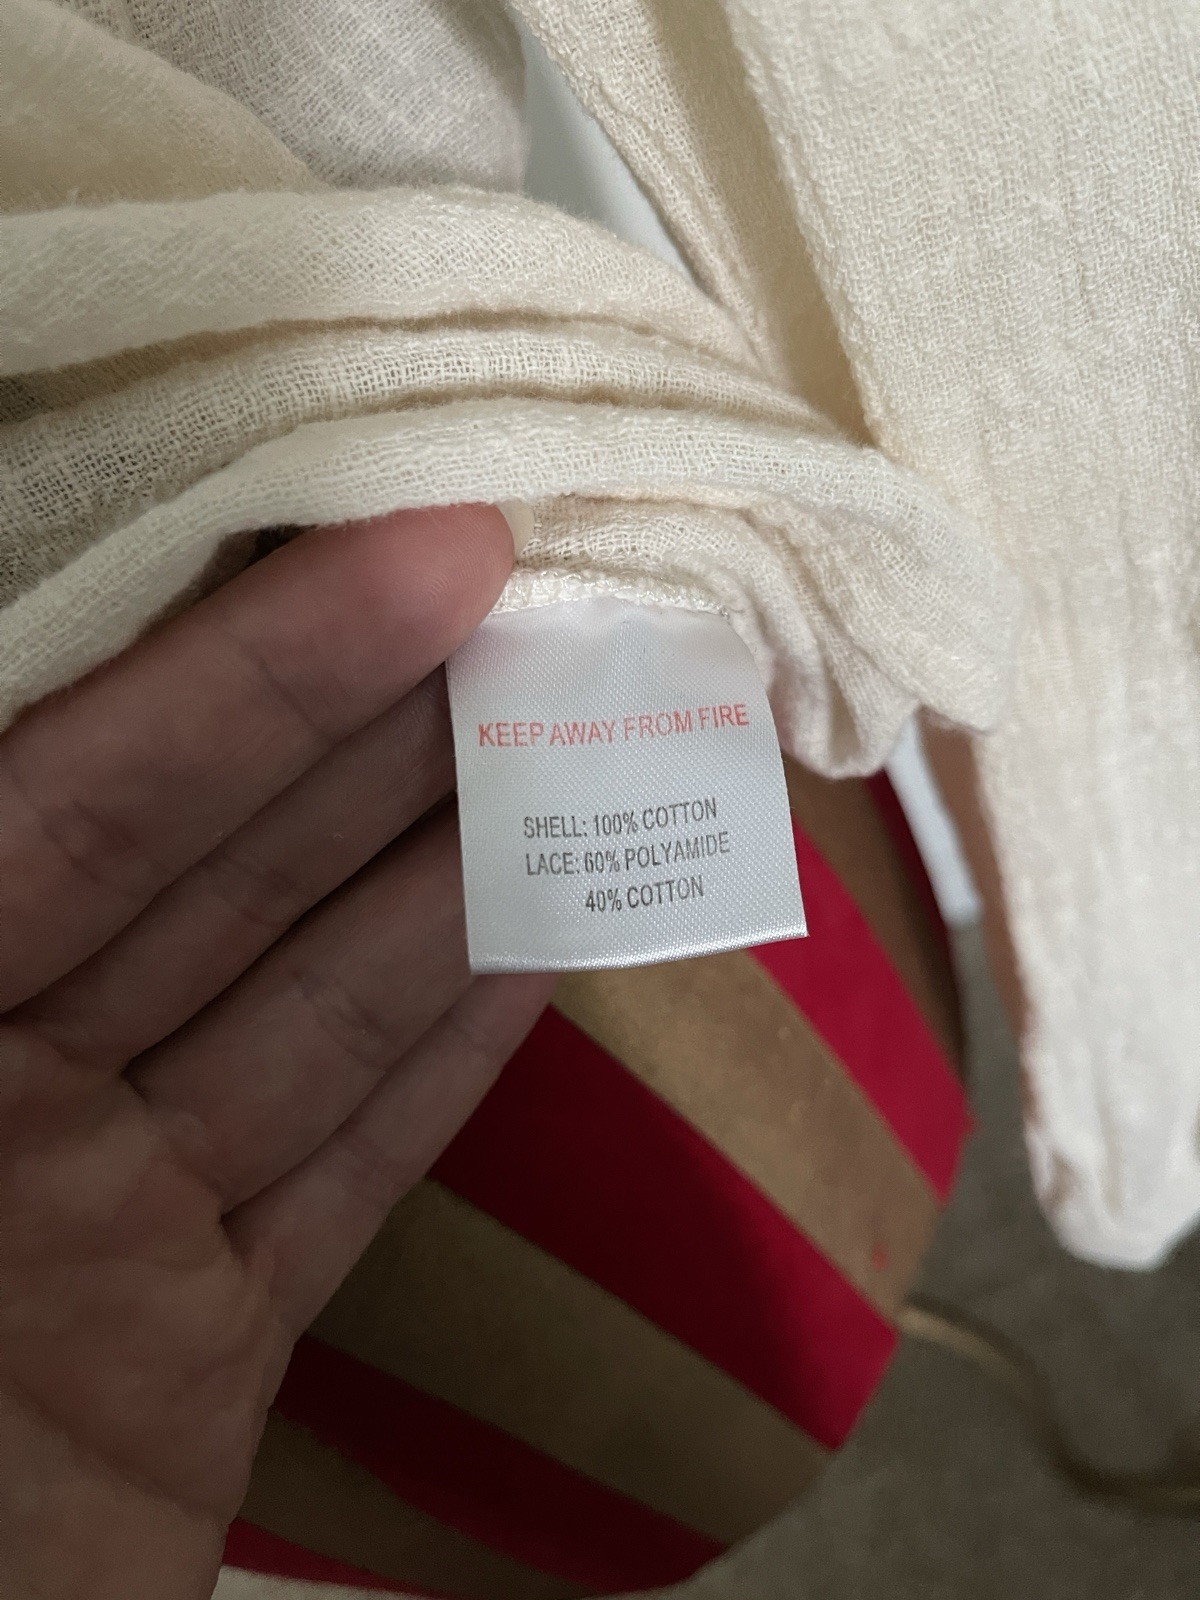 KEEP AWAY FROM FIRE
SHELL: 100% COTTON
LACE: 60% POLYAMIDE
40% COTTON